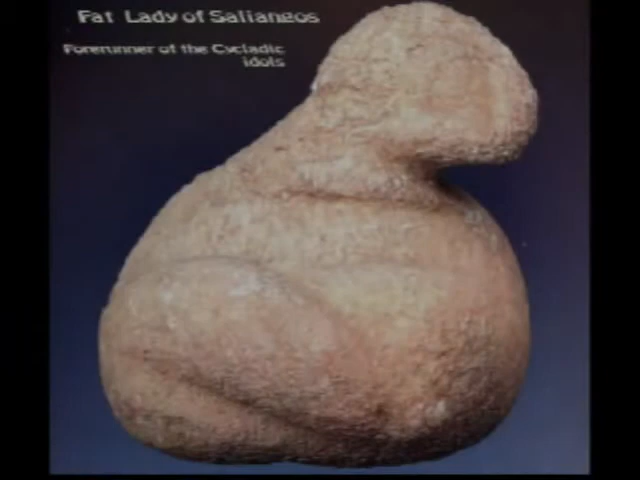 Fat Lady of Saliangos
Forerunner of the Cycladic
idols